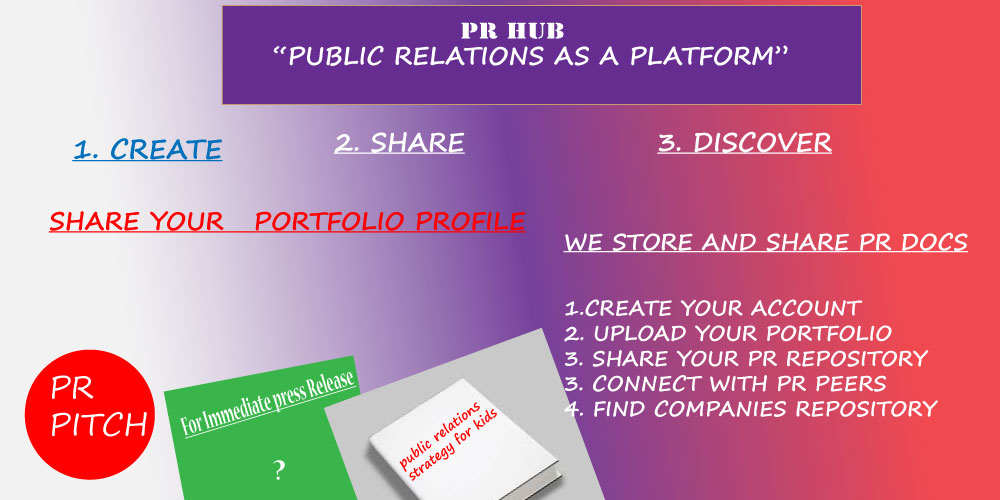 PR HUB
“PUBLIC RELATIONS AS A PLATFORM”
1. CREATE
2. SHARE
3. DISCOVER
SHARE YOUR PORTFOLIO PROFILE
WE STORE AND SHARE PR DOCS
1.CREATE YOUR ACCOUNT
2. UPLOAD YOUR PORTFOLIO
3. SHARE YOUR PR REPOSITORY
3. CONNECT WITH PR PEERS
4. FIND COMPANIES REPOSITORY
PR
PITCH
For Immediate press Release
?
public relations
strategy for kids